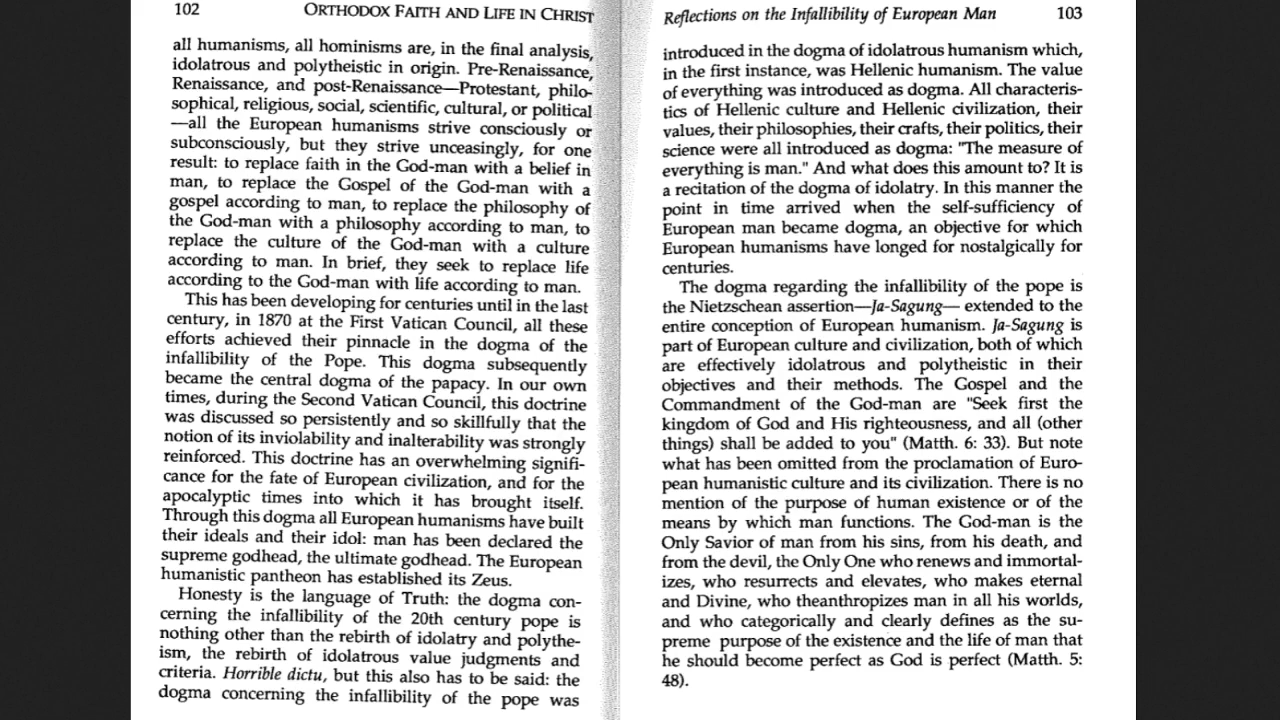 102 ORTHODOX FAITH AND LIFE IN CHRIST
all humanisms, all hominisms are, in the final analysis,
idolatrous and polytheistic in origin. Pre-Renaissance,
Renaissance, and post-Renaissance—Protestant, philo-
sophical, religious, social, scientific, cultural, or political
—all the European humanisms strive consciously or
subconsciously, but they strive unceasingly, for one
result: to replace faith in the God-man with a belief in
man, to replace the Gospel of the God-man with a
gospel according to man, to replace the philosophy of
the God-man with a philosophy according to man, to
replace the culture of the God-man with a culture
according to man. In brief, they seek to replace life
according to the God-man with life according to man.
This has been developing for centuries until in the last
century, in 1870 at the First Vatican Council, all these
efforts achieved their pinnacle in the dogma of the
infallibility of the Pope. This dogma subsequently
became the central dogma of the papacy. In our own
times, during the Second Vatican Council, this doctrine
was discussed so persistently and so skillfully that the
notion of its inviolability and inalterability was strongly
reinforced. This doctrine has an overwhelming signifi-
cance for the fate of European civilization, and for the
apocalyptic times into which it has brought itself.
Through this dogma all European humanisms have built
their ideals and their idol: man has been declared the
supreme godhead, the ultimate godhead. The European
humanistic pantheon has established its Zeus.
Honesty is the language of Truth: the dogma con-
cerning the infallibility of the 20th century pope is
nothing other than the rebirth of idolatry and polythe-
ism, the rebirth of idolatrous value judgments and
criteria. Horrible dictu, but this also has to be said: the
dogma concerning the infallibility of the pope was
Reflections on the Infallibility of European Man 103
introduced in the dogma of idolatrous humanism which,
in the first instance, was Hellenic humanism. The value
of everything was introduced as dogma. All characteris-
tics of Hellenic culture and Hellenic civilization, their
values, their philosophies, their crafts, their politics, their
science were all introduced as dogma: "The measure of
everything is man." And what does this amount to? It is
a recitation of the dogma of idolatry. In this manner the
point in time arrived when the self-sufficiency of
European man became dogma, an objective for which
European humanisms have longed for nostalgically for
centuries.
The dogma regarding the infallibility of the pope is
the Nietzschean assertion—Ja-Sagung— extended to the
entire conception of European humanism. Ja-Sagung is
part of European culture and civilization, both of which
are effectively idolatrous and polytheistic in their
objectives and their methods. The Gospel and the
Commandment of the God-man are "Seek first the
kingdom of God and His righteousness, and all (other
things) shall be added to you" (Matth. 6: 33). But note
what has been omitted from the proclamation of Euro-
pean humanistic culture and its civilization. There is no
mention of the purpose of human existence or of the
means by which man functions. The God-man is the
Only Savior of man from his sins, from his death, and
from the devil, the Only One who renews and immortal-
izes, who resurrects and elevates, who makes eternal
and Divine, who theanthropizes man in all his worlds,
and who categorically and clearly defines as the su-
preme purpose of the existence and the life of man that
he should become perfect as God is perfect (Matth. 5:
48).